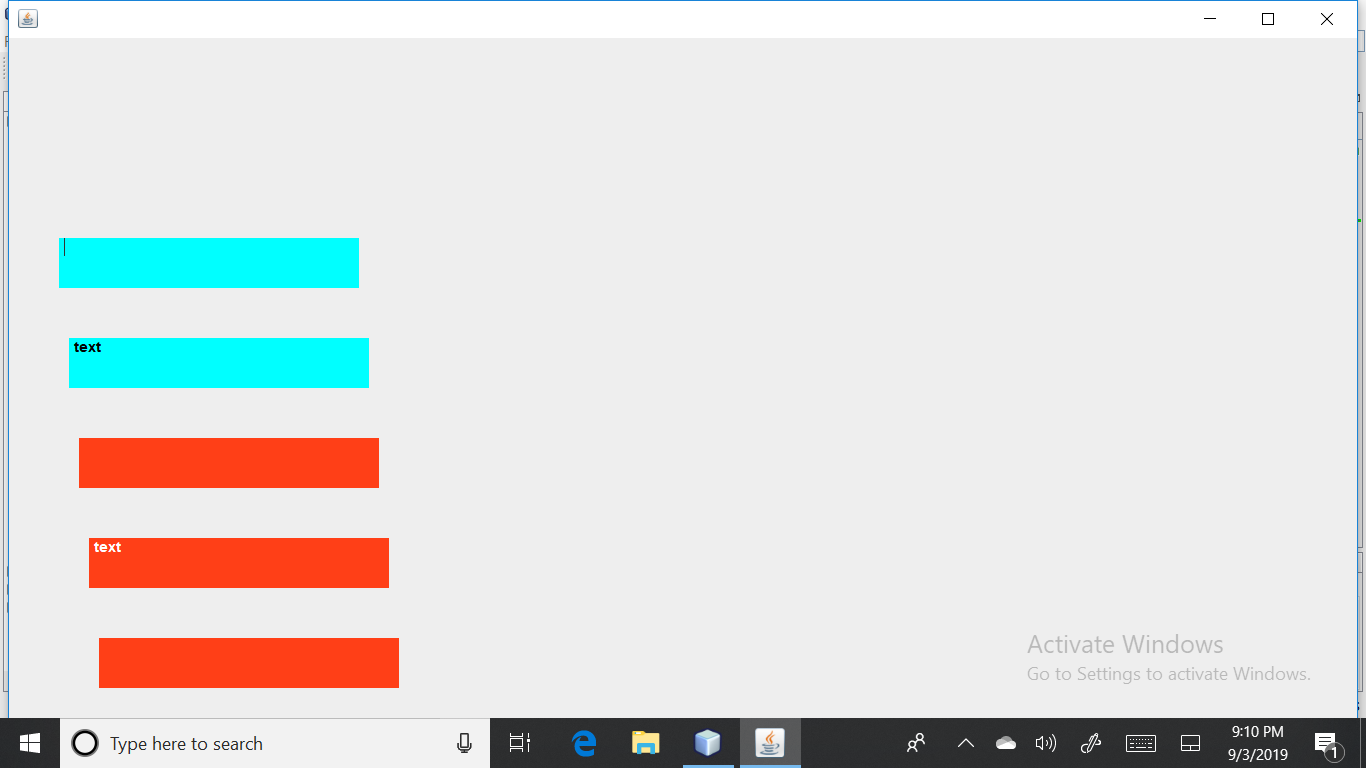 text
text
Activate Windows
Go to Settings to activate Windows.
Type here to search
9:10 PM
9/3/2019
1